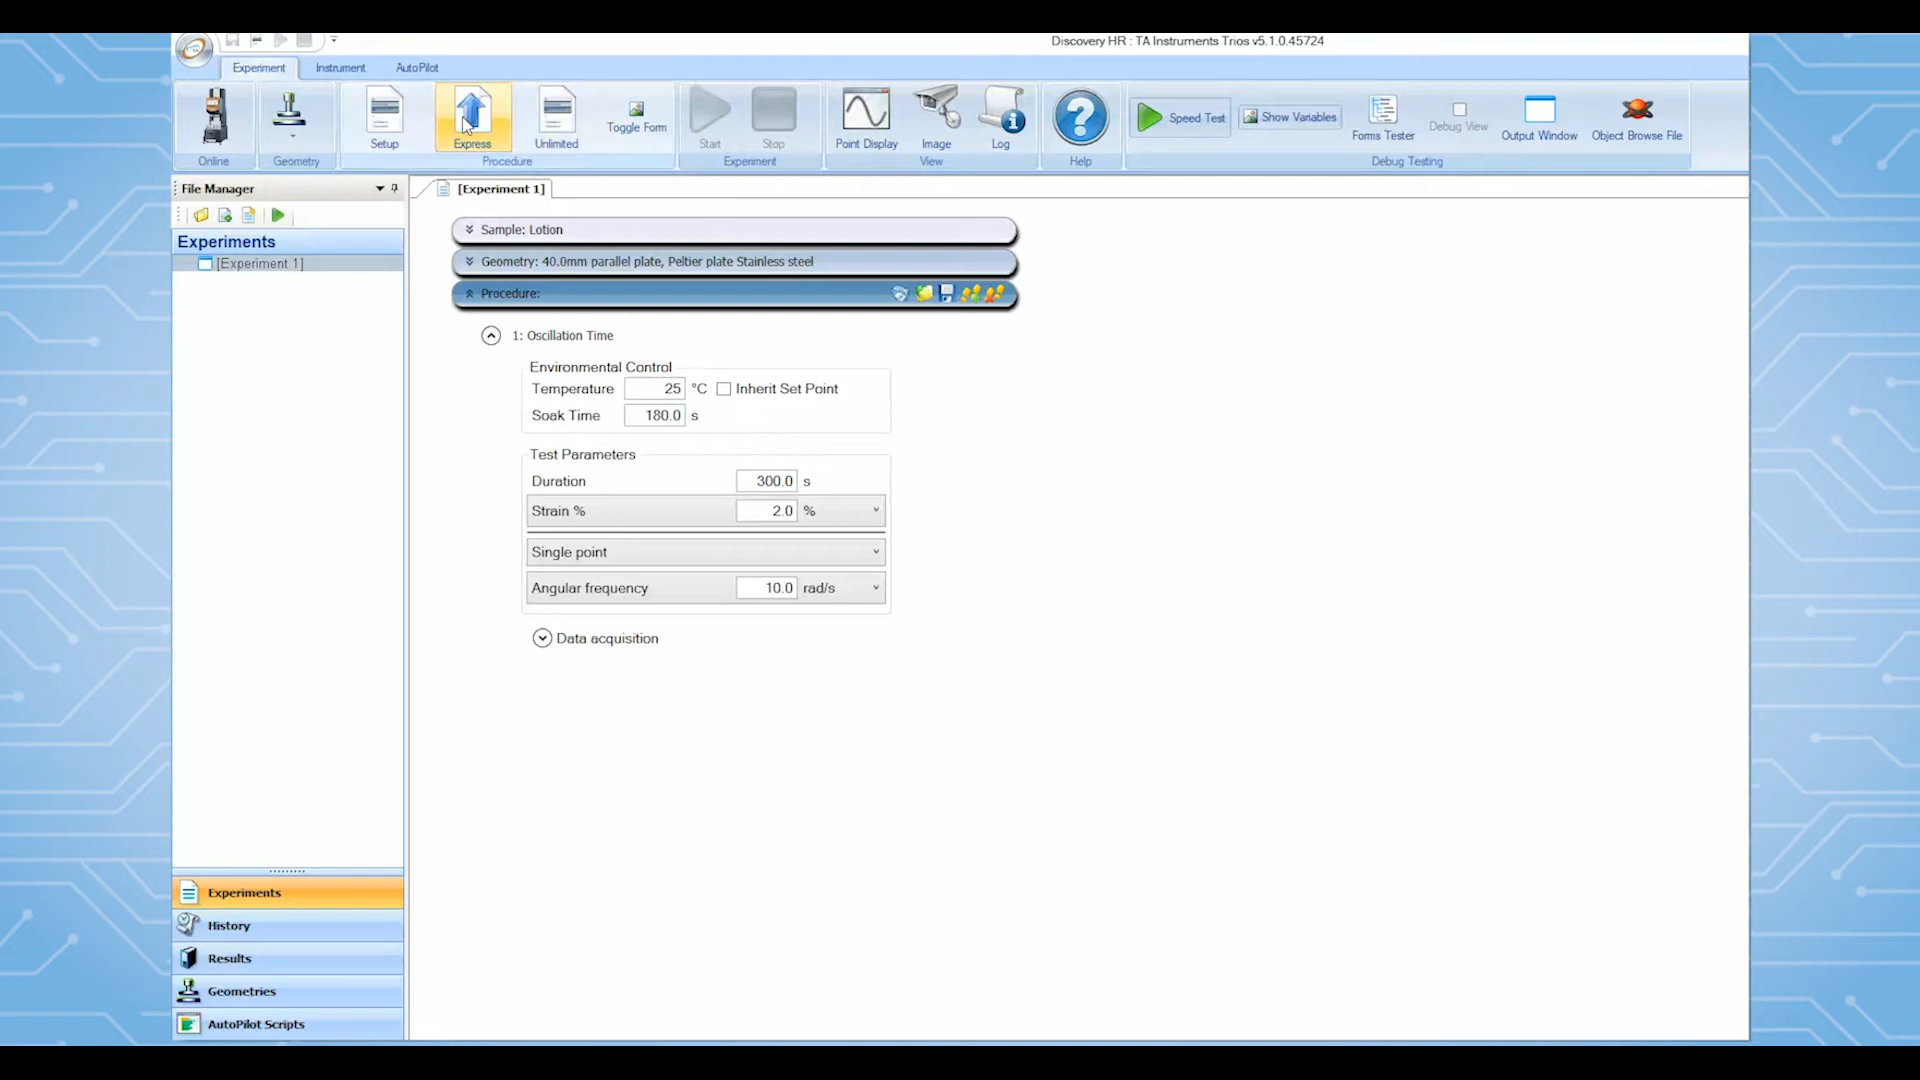 Discovery HR : TA Instruments Trios v5.1.0.45724
Experiment Instrument AutoPilot
Setup Express Unlimited Toggle Form Start Stop Point Display Image Log Speed Test Show Variables Forms Tester Debug View Output Window Object Browse File
Online Geometry Procedure Experiment View Help Debug Testing
File Manager
[Experiment 1]
Experiments
[Experiment 1]
Sample: Lotion
Geometry: 40.0mm parallel plate, Peltier plate Stainless steel
Procedure:
1: Oscillation Time
Environmental Control
Temperature 25 °C Inherit Set Point
Soak Time 180.0 s
Test Parameters
Duration 300.0 s
Strain % 2.0 %
Single point
Angular frequency 10.0 rad/s
Data acquisition
Experiments
History
Results
Geometries
AutoPilot Scripts